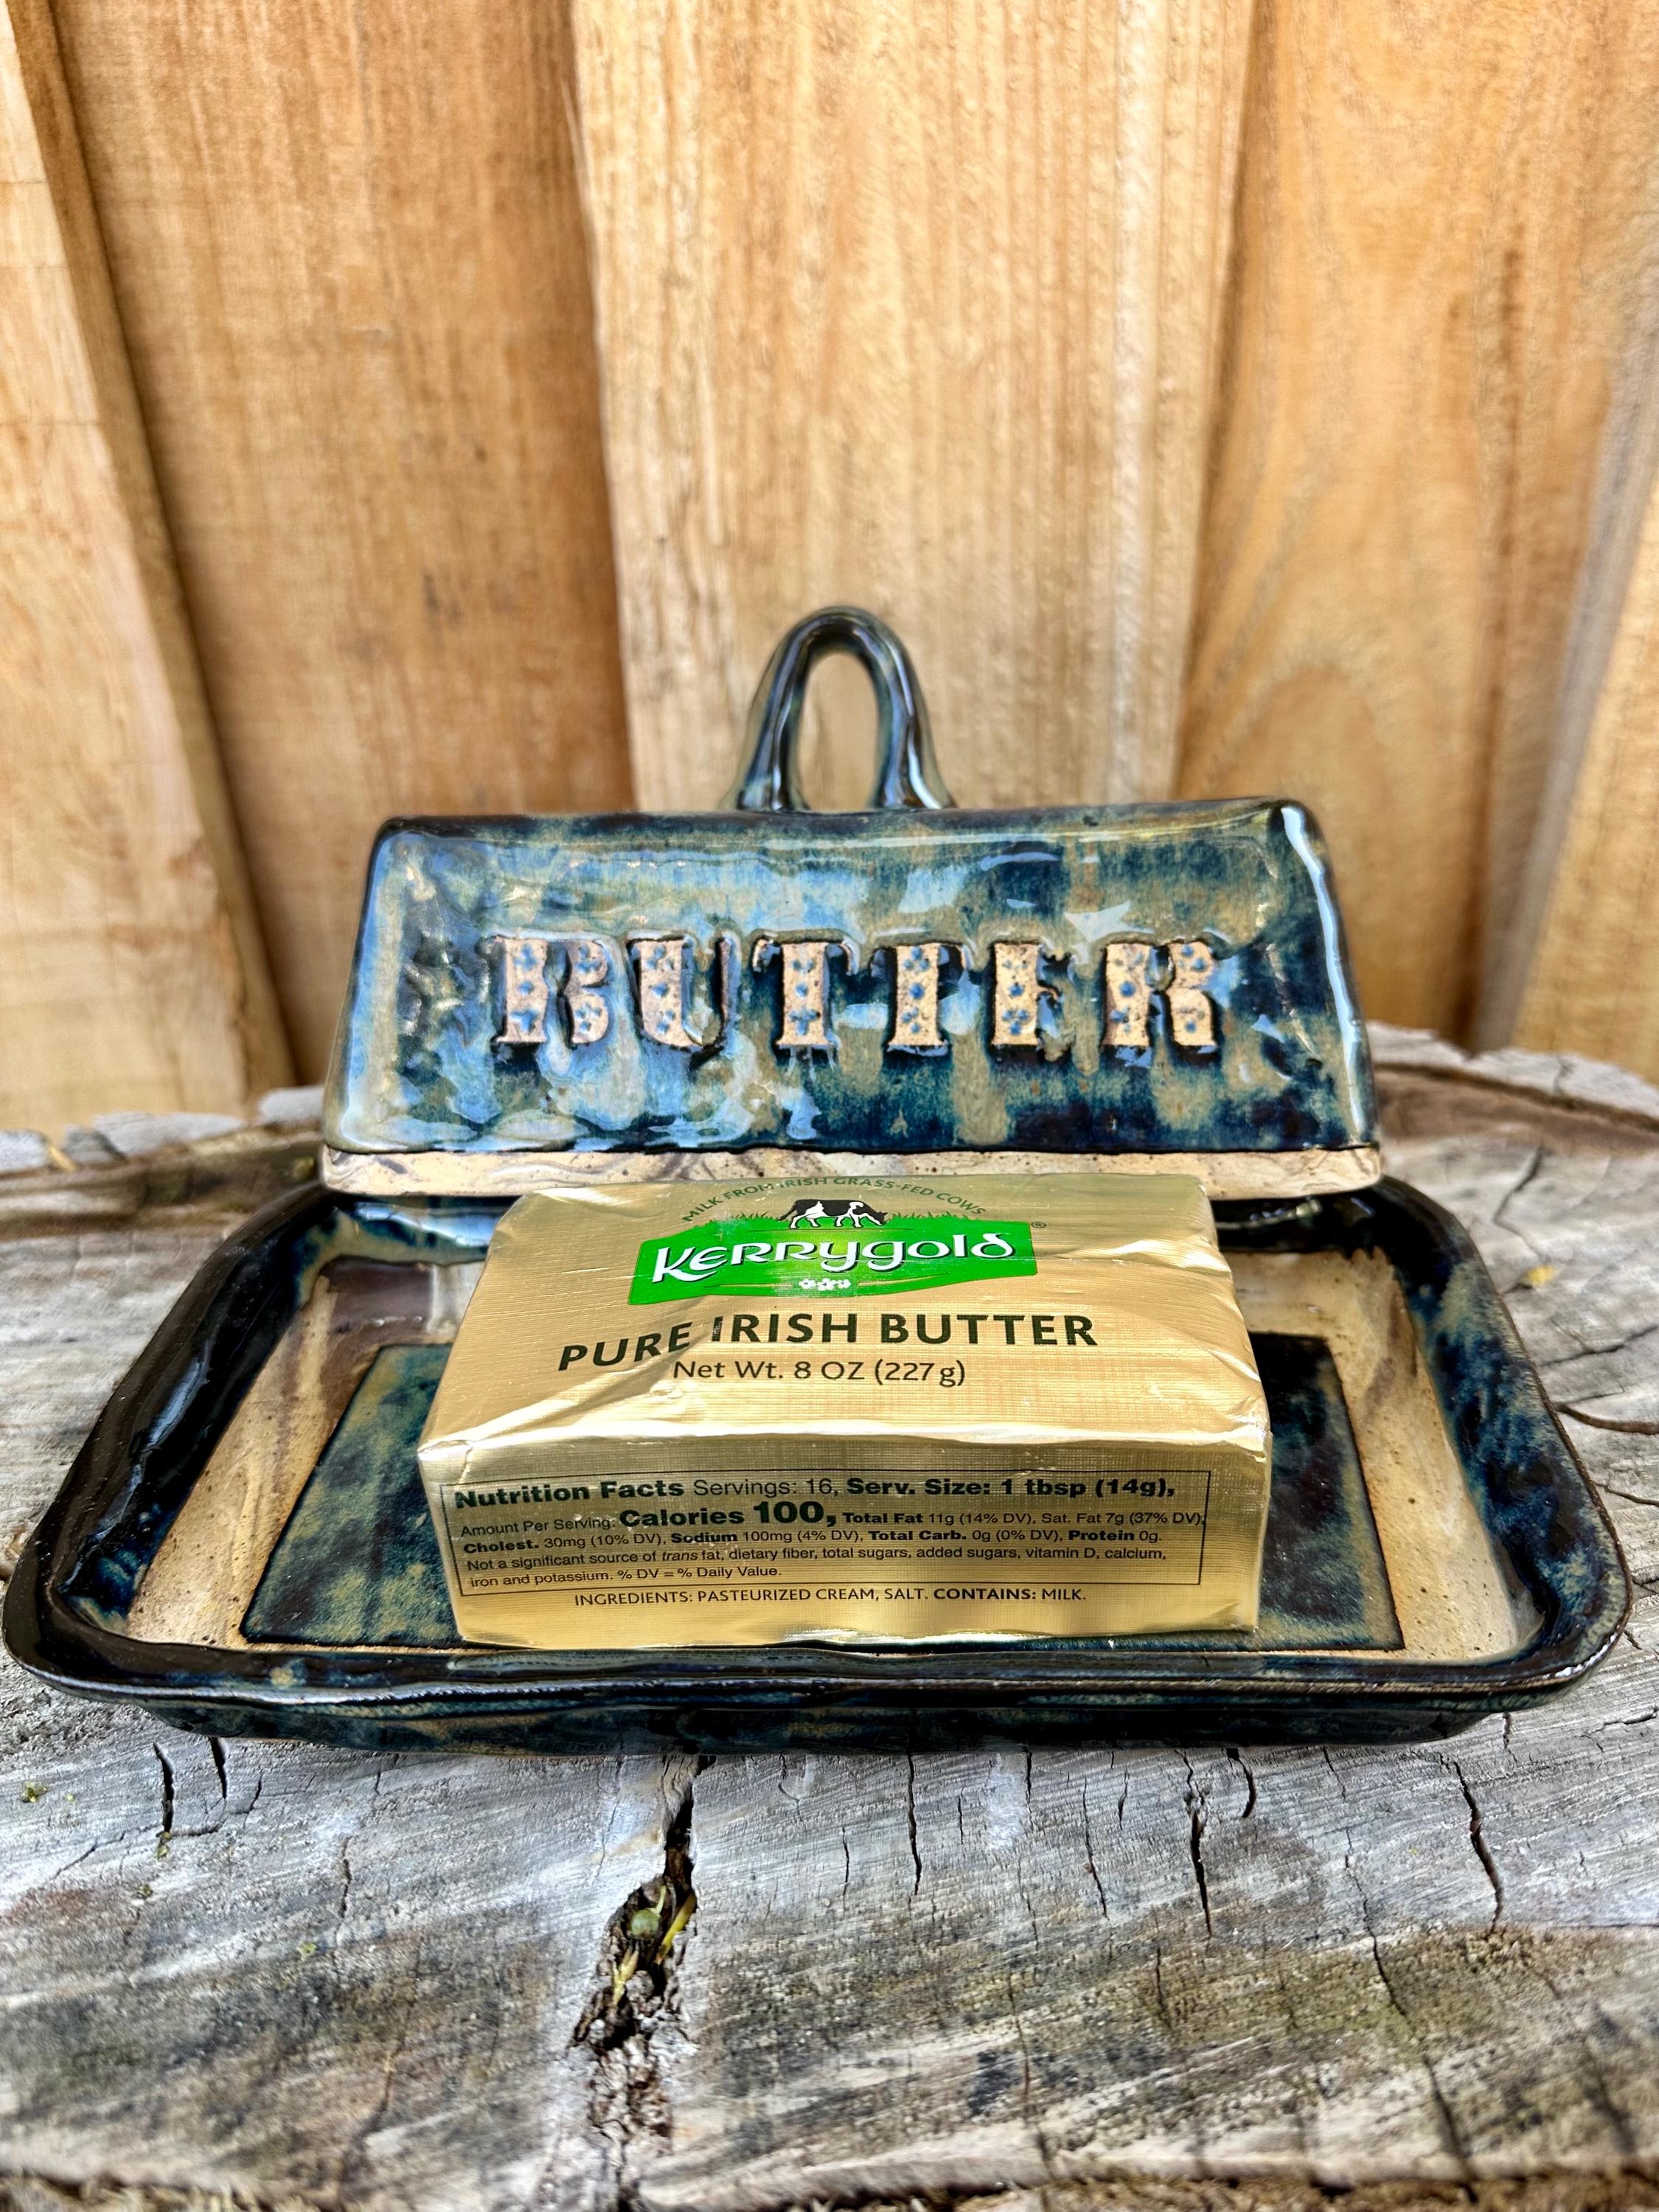 BUTTER
MILK FROM IRISH GRASS-FED COWS
Kerrygold ®
PURE IRISH BUTTER
Net Wt. 8 OZ (227 g)
Nutrition Facts Servings: 16, Serv. Size: 1 tbsp (14g),
Amount Per Serving: Calories 100, Total Fat 11g (14% DV), Sat. Fat 7g (37% DV),
Cholest. 30mg (10% DV), Sodium 100mg (4% DV), Total Carb. 0g (0% DV), Protein 0g.
Not a significant source of trans fat, dietary fiber, total sugars, added sugars, vitamin D, calcium,
iron and potassium. % DV = % Daily Value.
INGREDIENTS: PASTEURIZED CREAM, SALT. CONTAINS: MILK.